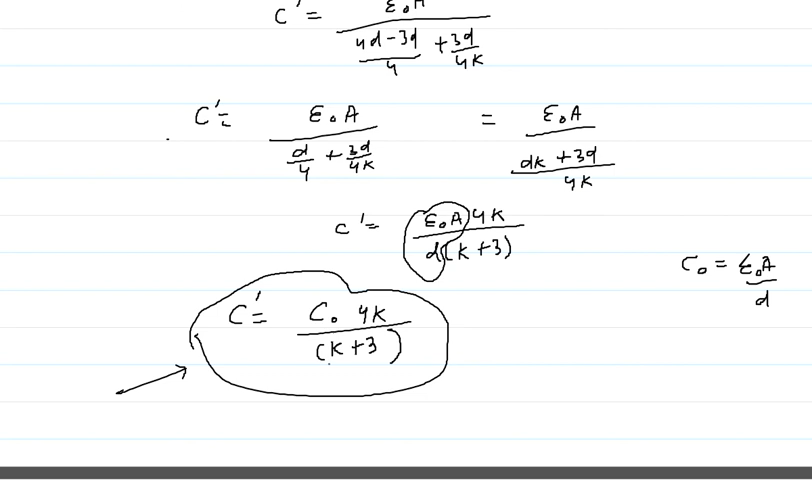 C' = ε₀A / ((4d-3d)/4 + 3d/4K)
C' = ε₀A / (d/4 + 3d/4K) = ε₀A / ((dK + 3d)/4K)
C' = ε₀A 4K / d(K+3)
C₀ = ε₀A / d
C' = C₀ 4K / (K+3)